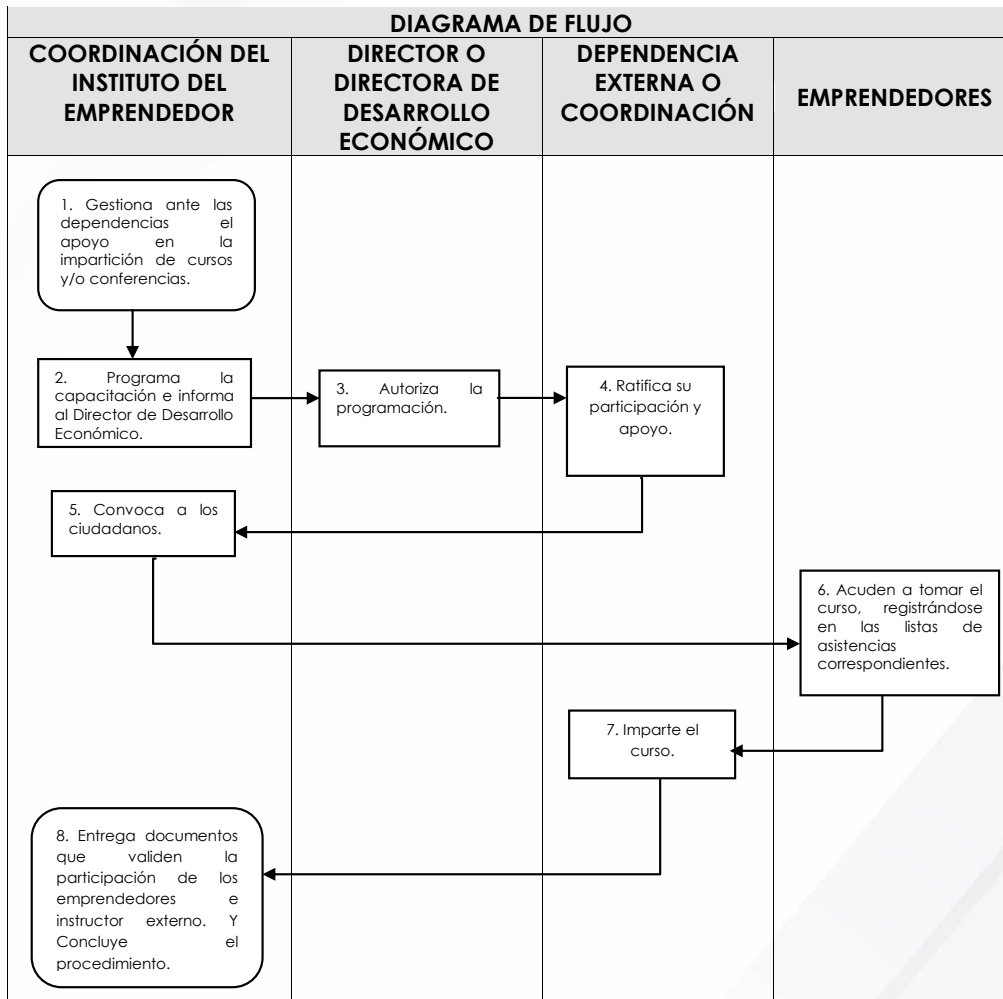 DIAGRAMA DE FLUJO
COORDINACIÓN DEL
INSTITUTO DEL
EMPRENDEDOR
DIRECTOR O
DIRECTORA DE
DESARROLLO
ECONÓMICO
DEPENDENCIA
EXTERNA O
COORDINACIÓN
EMPRENDEDORES
1. Gestiona ante las
dependencias el
apoyo en la
impartición de cursos
y/o conferencias.
2. Programa la
capacitación e informa
al Director de Desarrollo
Económico.
3. Autoriza la
programación.
4. Ratifica su
participación y
apoyo.
5. Convoca a los
ciudadanos.
6. Acuden a tomar el
curso, registrándose
en las listas de
asistencias
correspondientes.
7. Imparte el
curso.
8. Entrega documentos
que validen la
participación de los
emprendedores e
instructor externo. Y
Concluye el
procedimiento.